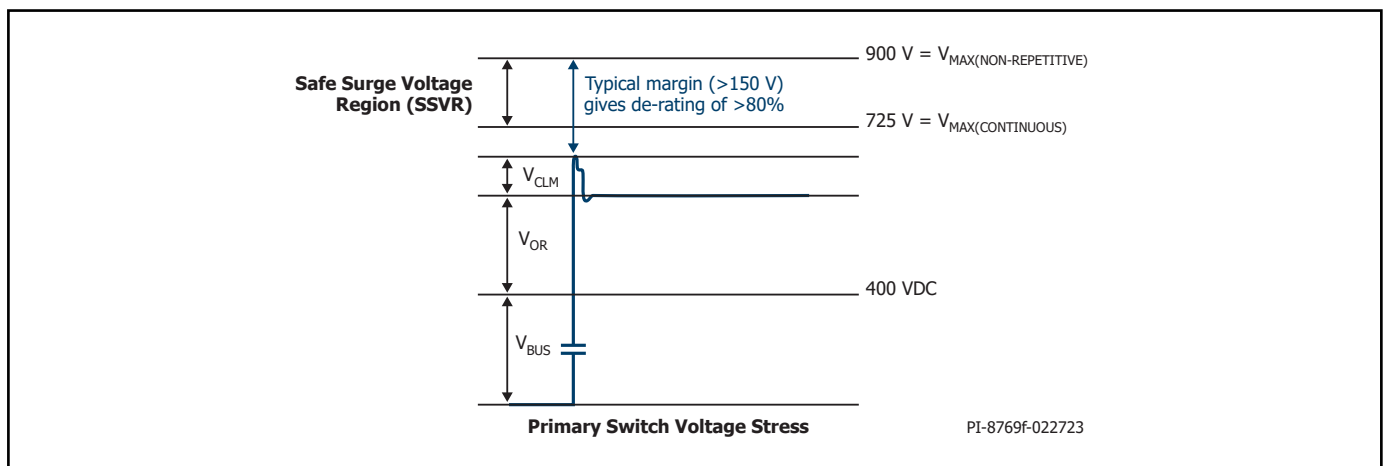 900 V = V_MAX(NON-REPETITIVE)
Safe Surge Voltage
Region (SSVR)
Typical margin (>150 V)
gives de-rating of >80%
725 V = V_MAX(CONTINUOUS)
V_CLM
V_OR
400 VDC
V_BUS
Primary Switch Voltage Stress
PI-8769f-022723